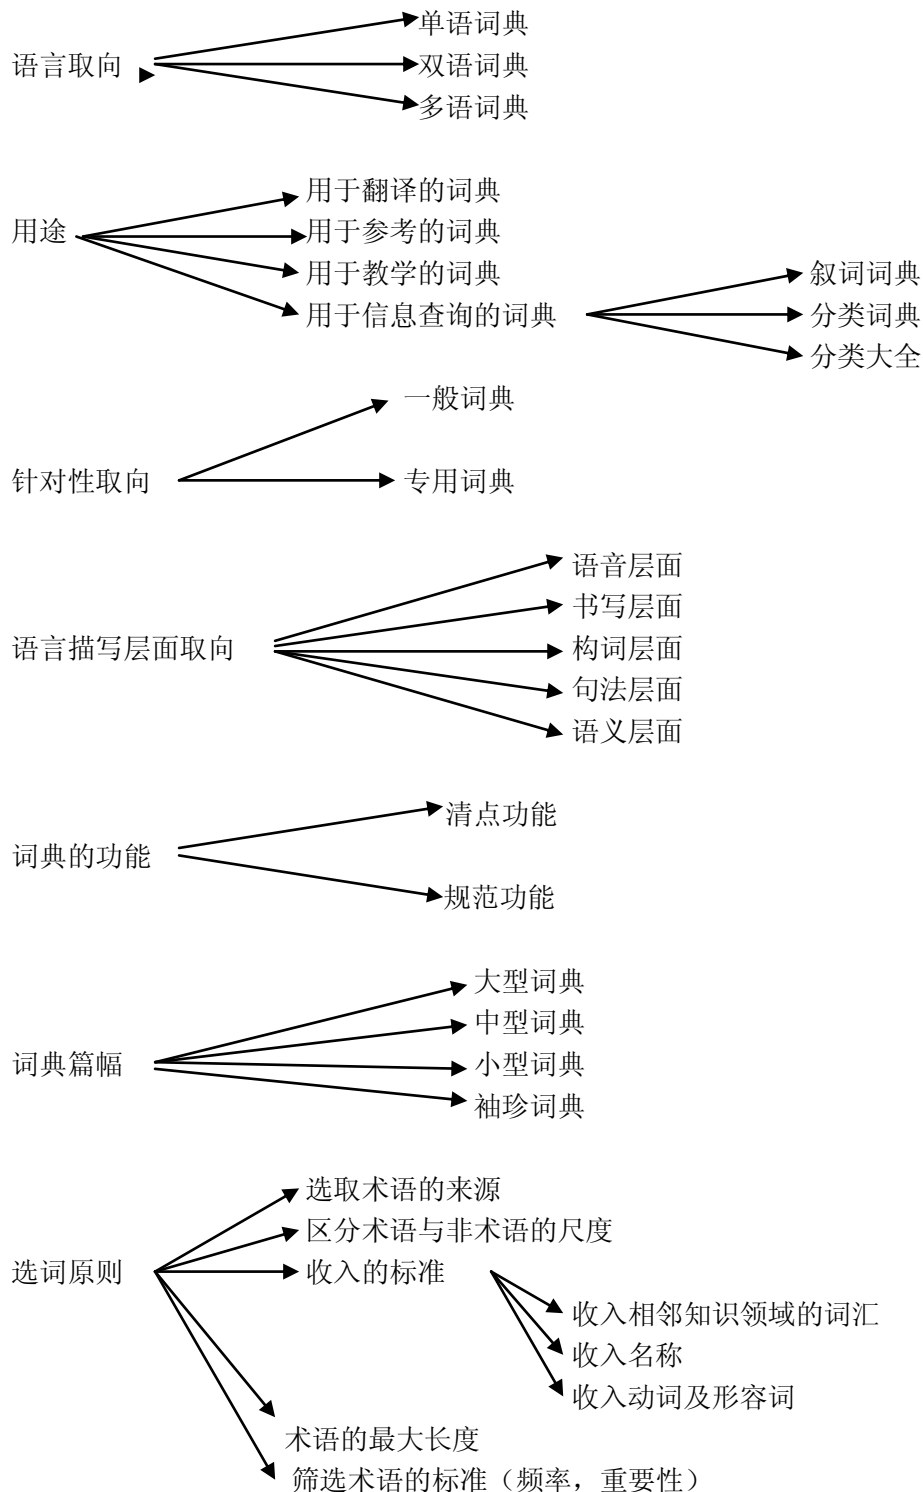 单语词典
语言取向
双语词典
多语词典
用于翻译的词典
用途
用于参考的词典
用于教学的词典
叙词词典
用于信息查询的词典
分类词典
分类大全
一般词典
针对性取向
专用词典
语音层面
书写层面
语言描写层面取向
构词层面
句法层面
语义层面
清点功能
词典的功能
规范功能
大型词典
中型词典
词典篇幅
小型词典
袖珍词典
选取术语的来源
区分术语与非术语的尺度
选词原则
收入的标准
收入相邻知识领域的词汇
收入名称
收入动词及形容词
术语的最大长度
筛选术语的标准（频率，重要性）